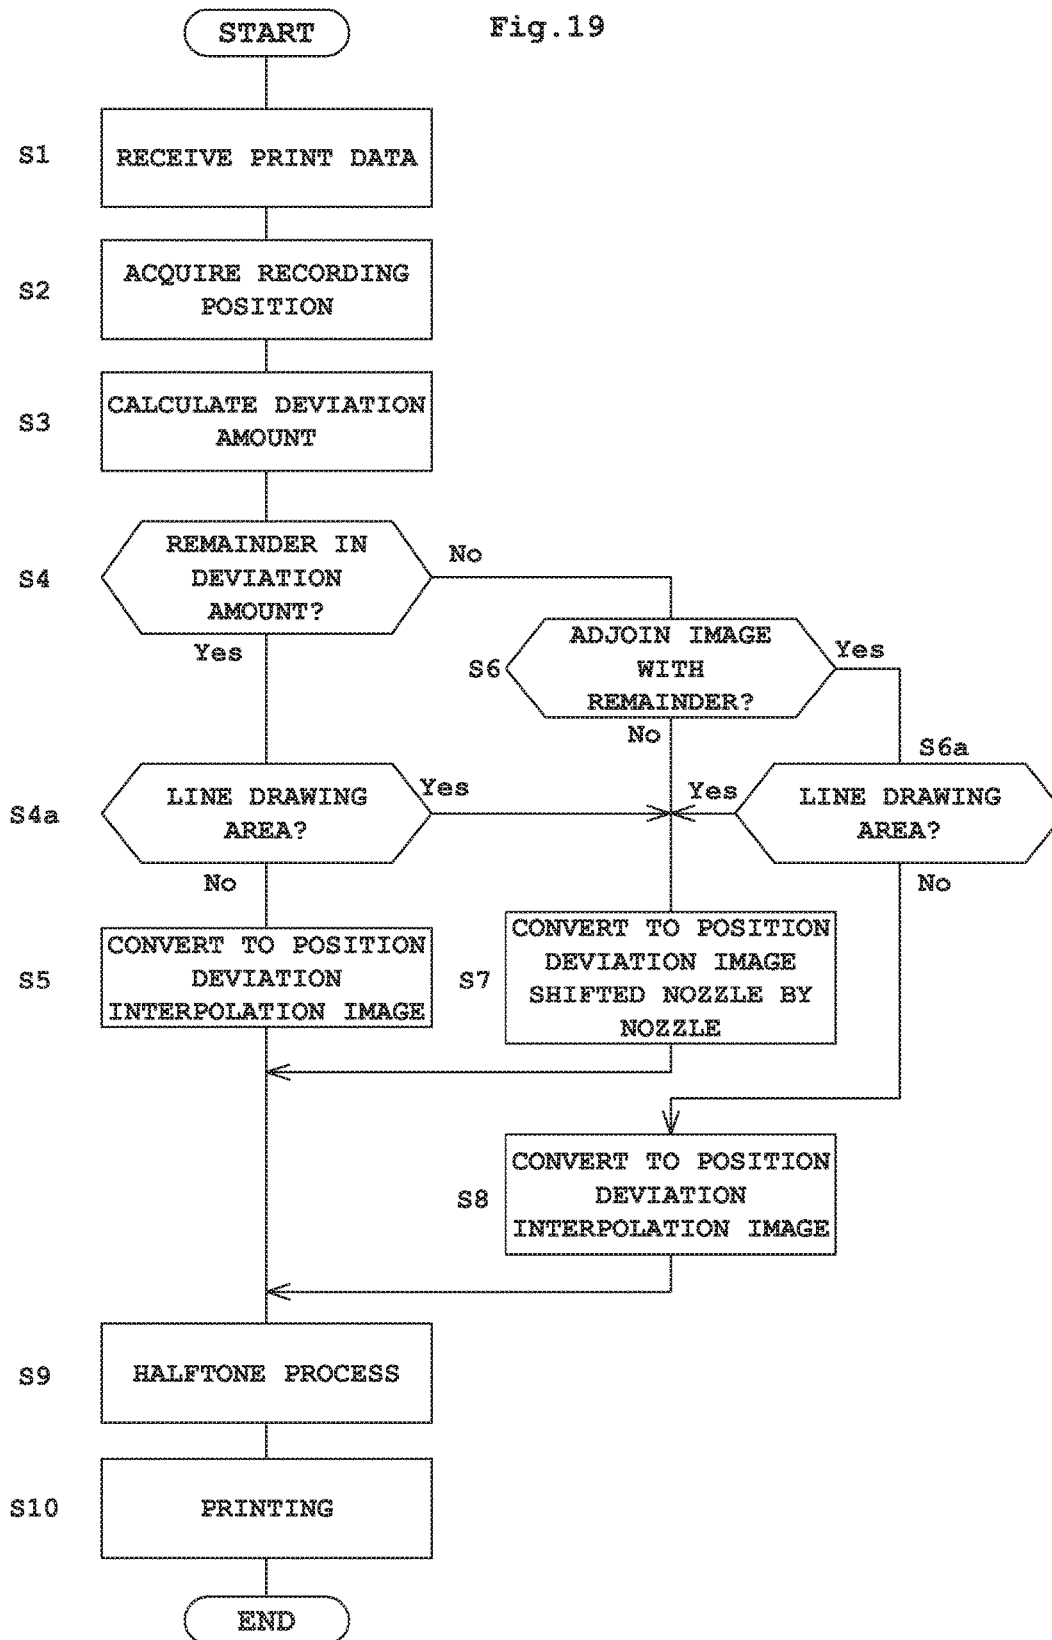 Fig.19
START
S1
RECEIVE PRINT DATA
S2
ACQUIRE RECORDING
POSITION
S3
CALCULATE DEVIATION
AMOUNT
S4
REMAINDER IN
DEVIATION
AMOUNT?
No
Yes
S6
ADJOIN IMAGE
WITH
REMAINDER?
Yes
No
S6a
S4a
LINE DRAWING
AREA?
Yes
Yes
LINE DRAWING
AREA?
No
No
S5
CONVERT TO POSITION
DEVIATION
INTERPOLATION IMAGE
S7
CONVERT TO POSITION
DEVIATION IMAGE
SHIFTED NOZZLE BY
NOZZLE
S8
CONVERT TO POSITION
DEVIATION
INTERPOLATION IMAGE
S9
HALFTONE PROCESS
S10
PRINTING
END